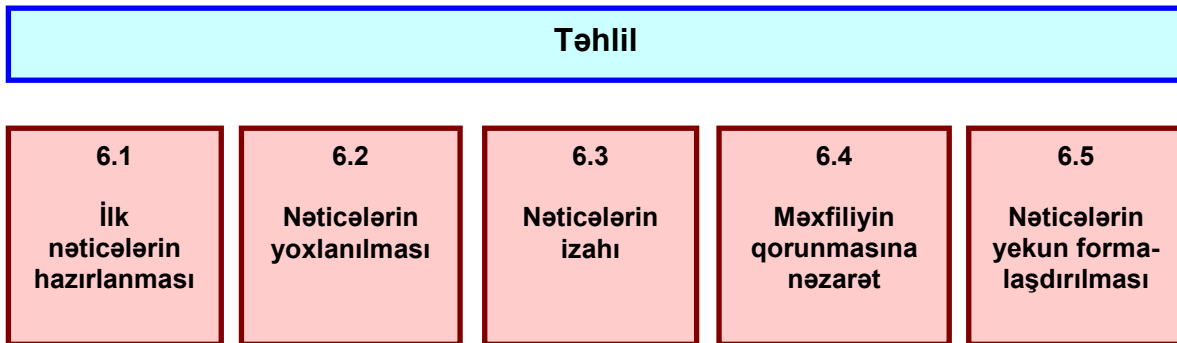 Təhlil
6.1
İlk
nəticələrin
hazırlanması
6.2
Nəticələrin
yoxlanılması
6.3
Nəticələrin
izahı
6.4
Məxfiliyin
qorunmasına
nəzarət
6.5
Nəticələrin
yekun forma-
laşdırılması